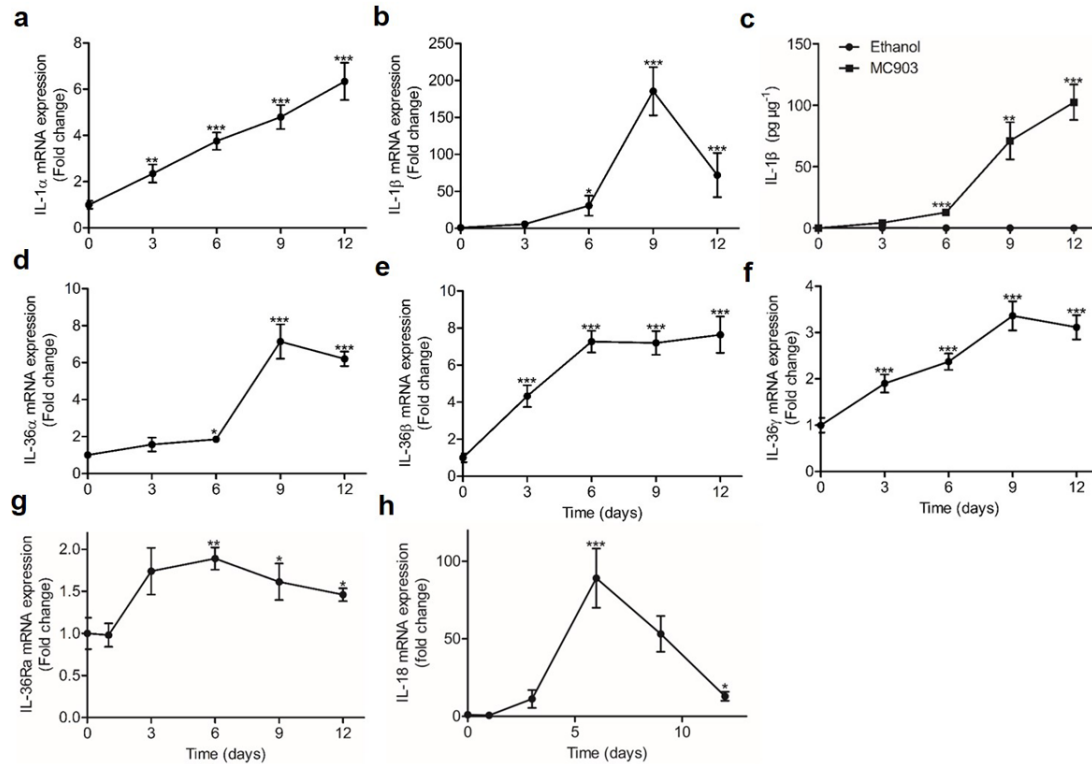 a
IL-1α mRNA expression
(Fold change)
8
6
4
2
0
**
***
***
***
0 3 6 9 12
b
IL-1β mRNA expression
(Fold change)
250
200
150
100
50
0
*
***
***
0 3 6 9 12
c
IL-1β (pg µg⁻¹)
150
100
50
0
Ethanol
MC903
***
**
***
0 3 6 9 12
d
IL-36α mRNA expression
(Fold change)
10
8
6
4
2
0
*
***
***
0 3 6 9 12
e
IL-36β mRNA expression
(Fold change)
10
8
6
4
2
0
***
***
***
***
0 3 6 9 12
Time (days)
f
IL-36γ mRNA expression
(Fold change)
4
3
2
1
0
***
***
***
***
0 3 6 9 12
g
IL-36Ra mRNA expression
(Fold change)
2.0
1.5
1.0
0.5
0.0
**
*
*
0 3 6 9 12
Time (days)
h
IL-18 mRNA expression
(fold change)
100
50
0
***
*
0 5 10
Time (days)